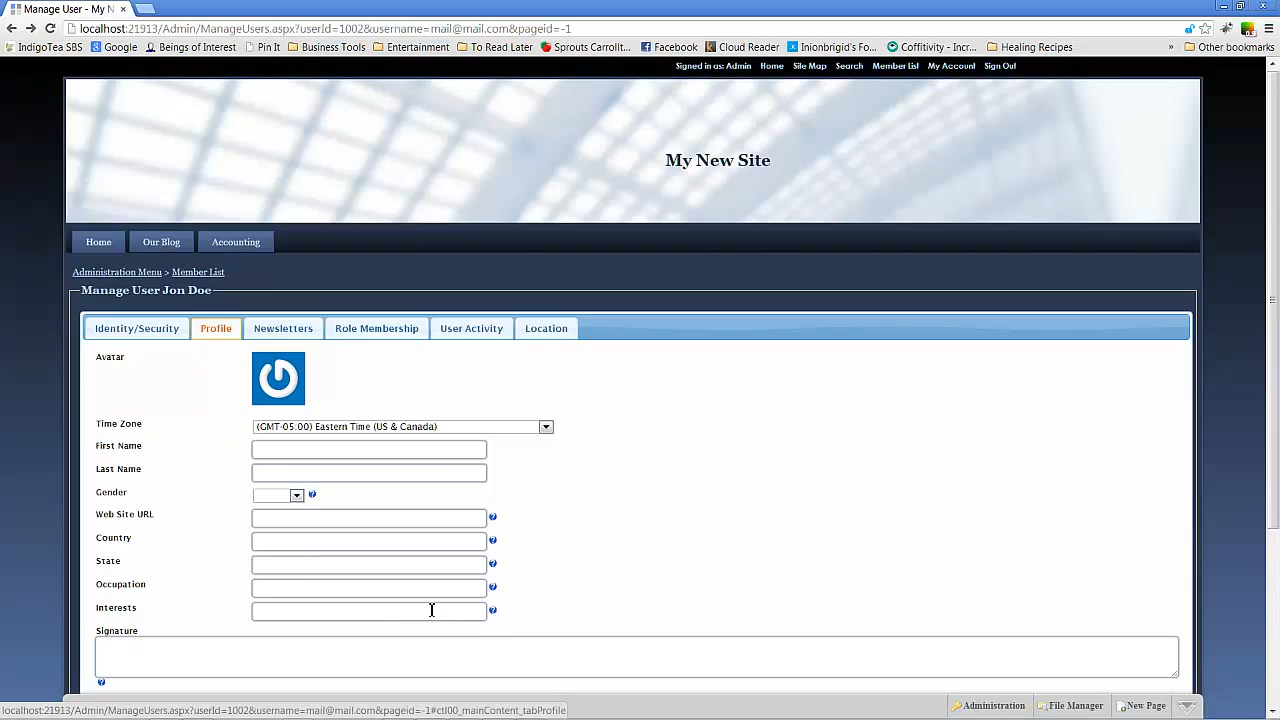 Manage User - My N
localhost:21913/Admin/ManageUsers.aspx?userId=1002&username=mail@mail.com&pageid=-1
IndigoTea SBS Google Beings of Interest Pin It Business Tools Entertainment To Read Later Sprouts Carrollt... Facebook Cloud Reader Inionbrigid's Fo... Coffitivity - Incr... Healing Recipes » Other bookmarks
Signed in as: Admin Home Site Map Search Member List My Account Sign Out
My New Site
Home Our Blog Accounting
Administration Menu > Member List
Manage User Jon Doe
Identity/Security Profile Newsletters Role Membership User Activity Location
Avatar
Time Zone (GMT-05:00) Eastern Time (US & Canada)
First Name
Last Name
Gender ?
Web Site URL ?
Country ?
State ?
Occupation ?
Interests ?
Signature
?
localhost:21913/Admin/ManageUsers.aspx?userId=1002&username=mail@mail.com&pageid=-1#ctl00_mainContent_tabProfile
Administration File Manager New Page